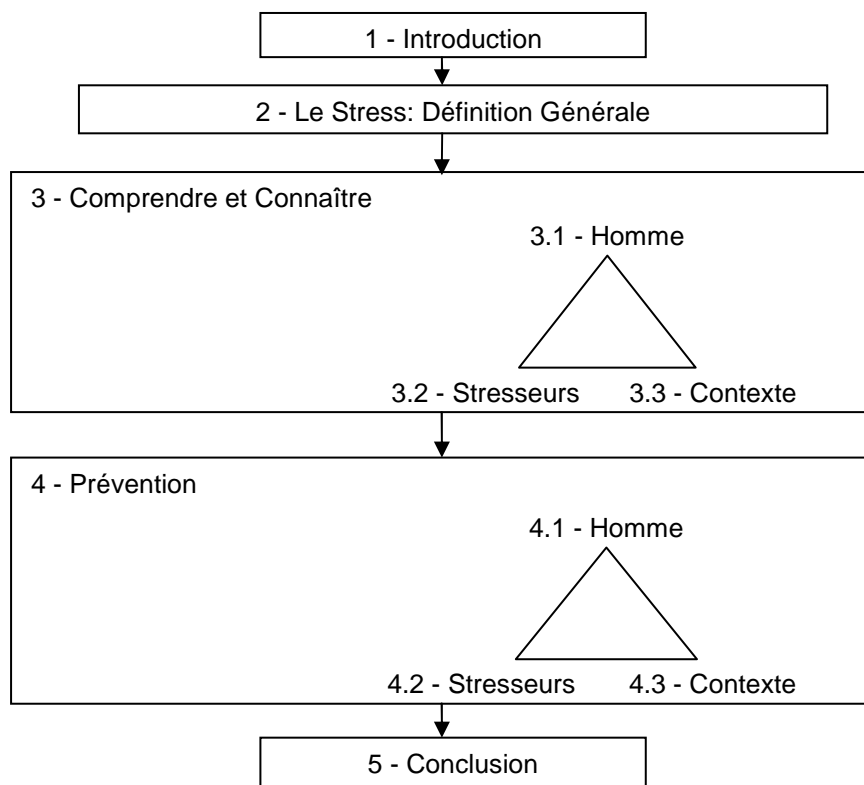 1 - Introduction
2 - Le Stress: Définition Générale
3 - Comprendre et Connaître
3.1 - Homme
3.2 - Stresseurs 3.3 - Contexte
4 - Prévention
4.1 - Homme
4.2 - Stresseurs 4.3 - Contexte
5 - Conclusion